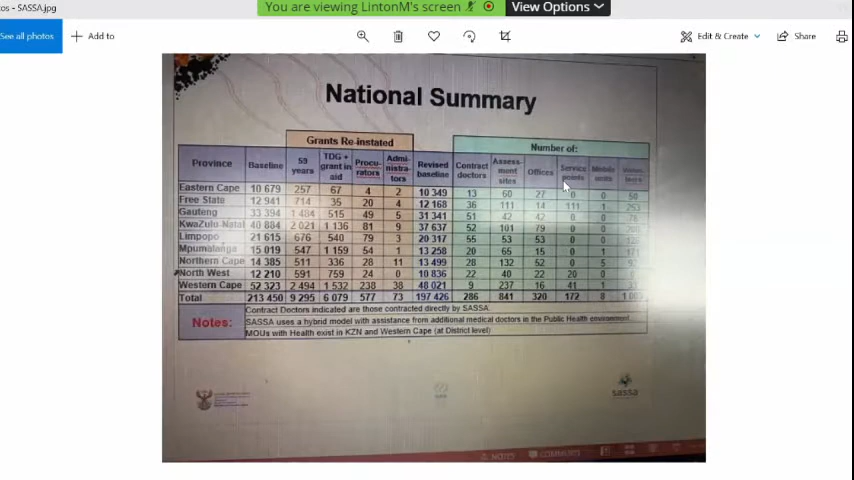 os - SASSA.jpg
You are viewing LintonM's screen
View Options
See all photos
Add to
Edit & Create
Share
National Summary
Grants Re-instated
Number of:
Province Baseline 59 years TDG + grant in aid Procu-rators Admi-nistra-tors Revised baseline Contract doctors Assess-ment sites Offices Service points Mobile units
Eastern Cape 10 679 257 67 4 2 10 349 13 60 27 0 0 50
Free State 12 941 714 35 20 4 12 168 36 111 14 111 1 253
Gauteng 33 394 1 484 515 49 5 31 341 51 42 42 0 0
KwaZulu-Natal 40 884 2 021 1 136 81 9 37 637 52 101 79 0 0
Limpopo 21 615 676 540 79 3 20 317 55 53 53 0 0
Mpumalanga 15 019 547 1 159 54 1 13 258 20 65 15 0 1
Northern Cape 14 385 511 336 28 11 13 499 28 132 52 0 5
North West 12 210 591 759 24 0 10 836 22 40 22 20 0
Western Cape 52 323 2 494 1 532 238 38 48 021 9 237 16 41 1
Total 213 450 9 295 6 079 577 73 197 426 286 841 320 172 8
Notes:
Contract Doctors indicated are those contracted directly by SASSA
SASSA uses a hybrid model with assistance from additional medical doctors in the Public Health environment
MOUs with Health exist in KZN and Western Cape (at District level)
sassa
NOTES
COMMENTS